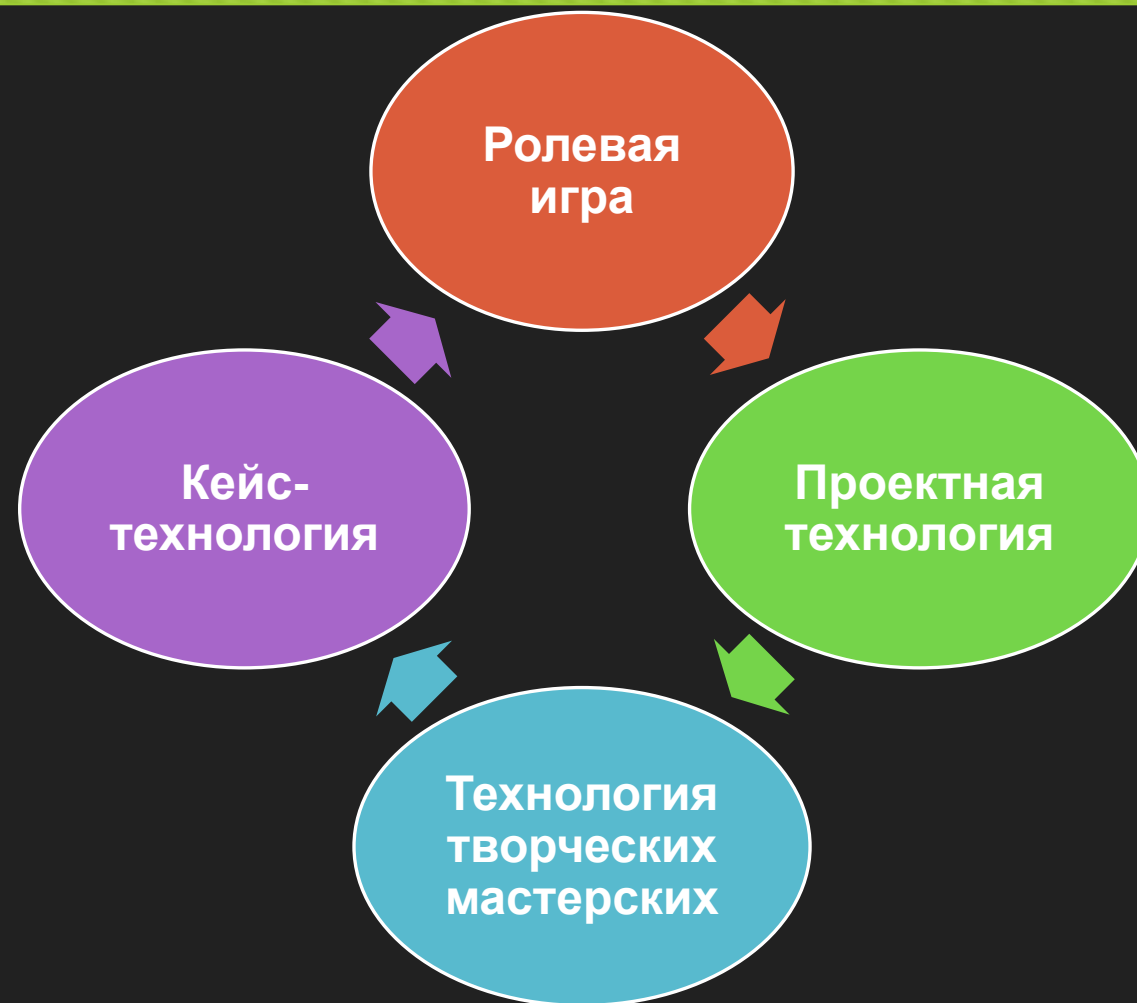 Ролевая
игра
Кейс-
технология
Проектная
технология
Технология
творческих
мастерских